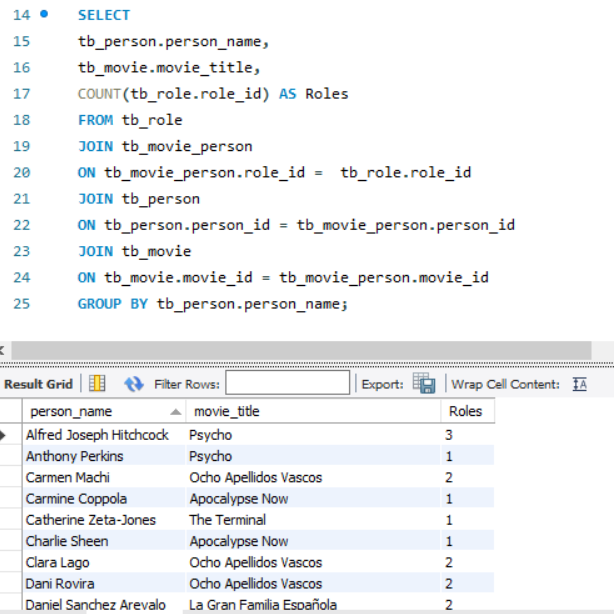 14 SELECT
15 tb_person.person_name,
16 tb_movie.movie_title,
17 COUNT(tb_role.role_id) AS Roles
18 FROM tb_role
19 JOIN tb_movie_person
20 ON tb_movie_person.role_id =  tb_role.role_id
21 JOIN tb_person
22 ON tb_person.person_id = tb_movie_person.person_id
23 JOIN tb_movie
24 ON tb_movie.movie_id = tb_movie_person.movie_id
25 GROUP BY tb_person.person_name;
Result Grid Filter Rows: Export: Wrap Cell Content: IA
person_name movie_title Roles
Alfred Joseph Hitchcock Psycho 3
Anthony Perkins Psycho 1
Carmen Machi Ocho Apellidos Vascos 2
Carmine Coppola Apocalypse Now 1
Catherine Zeta-Jones The Terminal 1
Charlie Sheen Apocalypse Now 1
Clara Lago Ocho Apellidos Vascos 2
Dani Rovira Ocho Apellidos Vascos 2
Daniel Sanchez Arevalo La Gran Familia Española 2